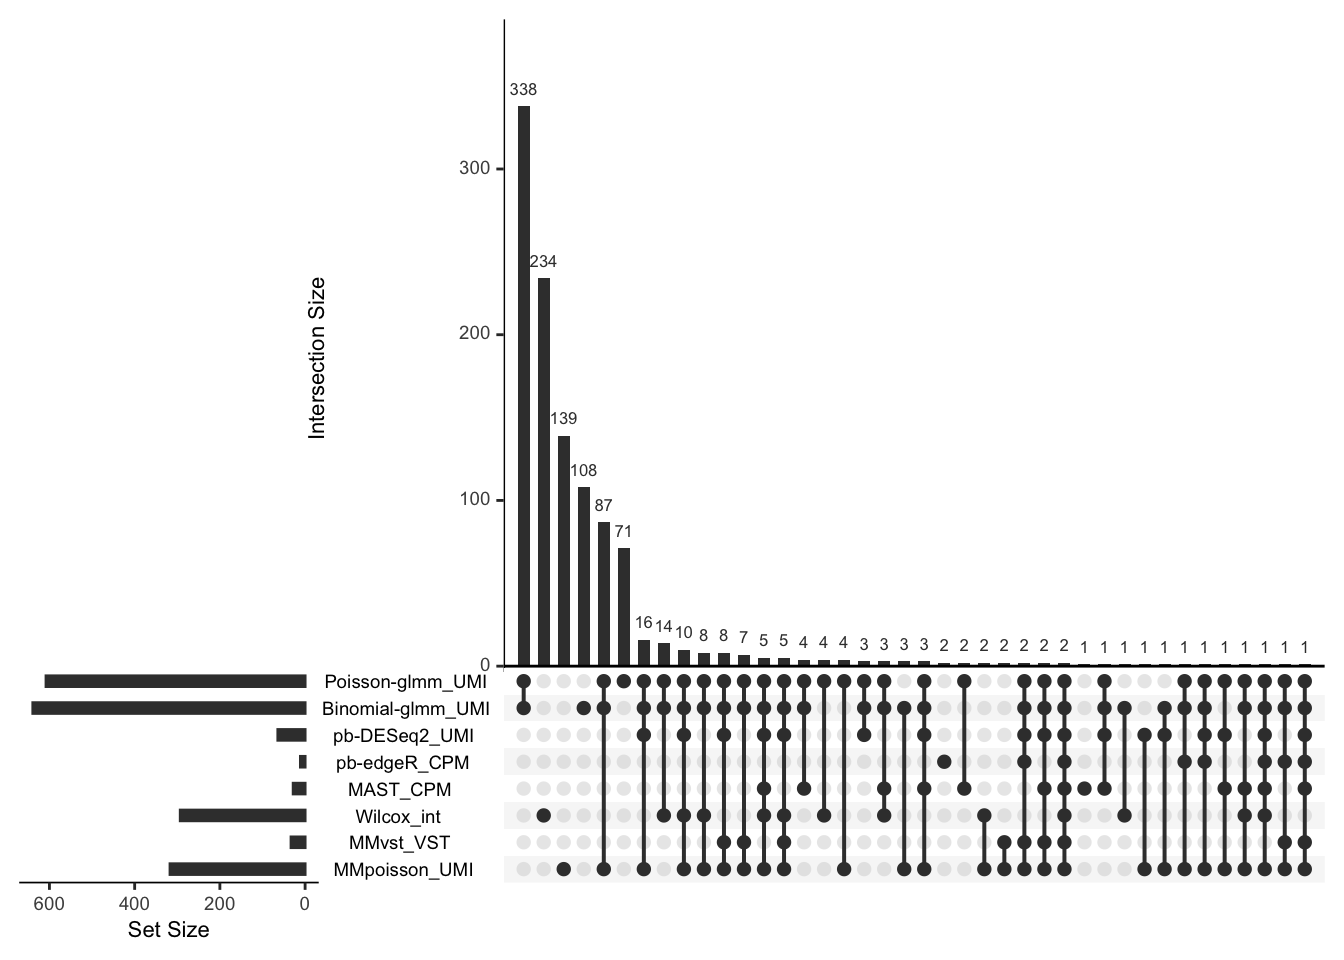 338
234
139
108
87
71
16 14 10 8 8 7 5 5 4 4 4 3 3 3 3 2 2 2 2 2 2 2 1 1 1 1 1 1 1 1 1 1 1 1
300
200
100
0
Intersection Size
Poisson-glmm_UMI
Binomial-glmm_UMI
pb-DESeq2_UMI
pb-edgeR_CPM
MAST_CPM
Wilcox_int
MMvst_VST
MMpoisson_UMI
600 400 200 0
Set Size